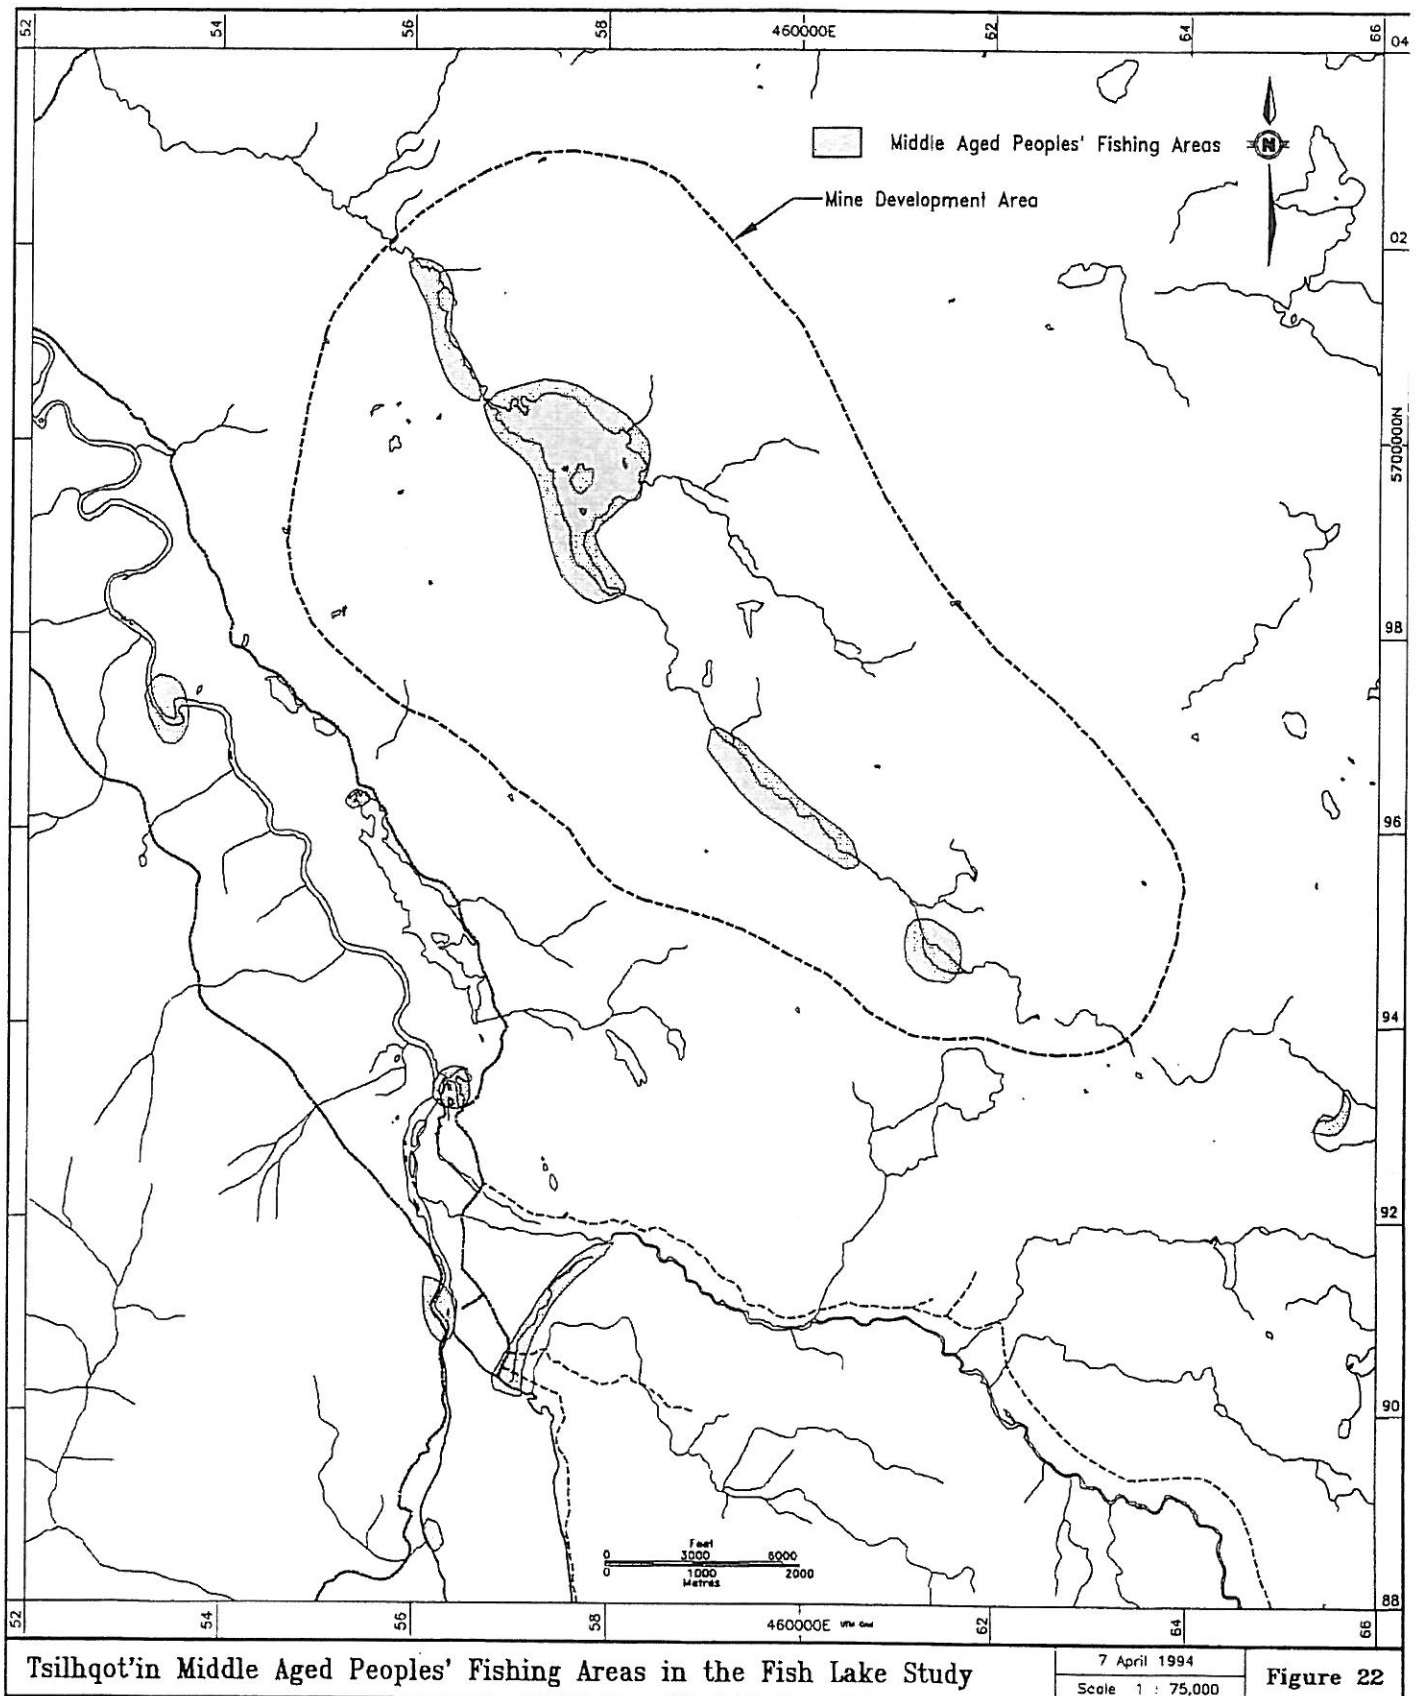 52 54 56 58 460000E 62 64 66 04
Middle Aged Peoples' Fishing Areas
N
Mine Development Area
02
5700000N
98
96
94
92
90
88
Feet
0 3000 6000
0 1000 2000
Metres
52 54 56 58 460000E UTM Grid 62 64 66
Tsilhqot'in Middle Aged Peoples' Fishing Areas in the Fish Lake Study
7 April 1994
Scale 1 : 75,000
Figure 22